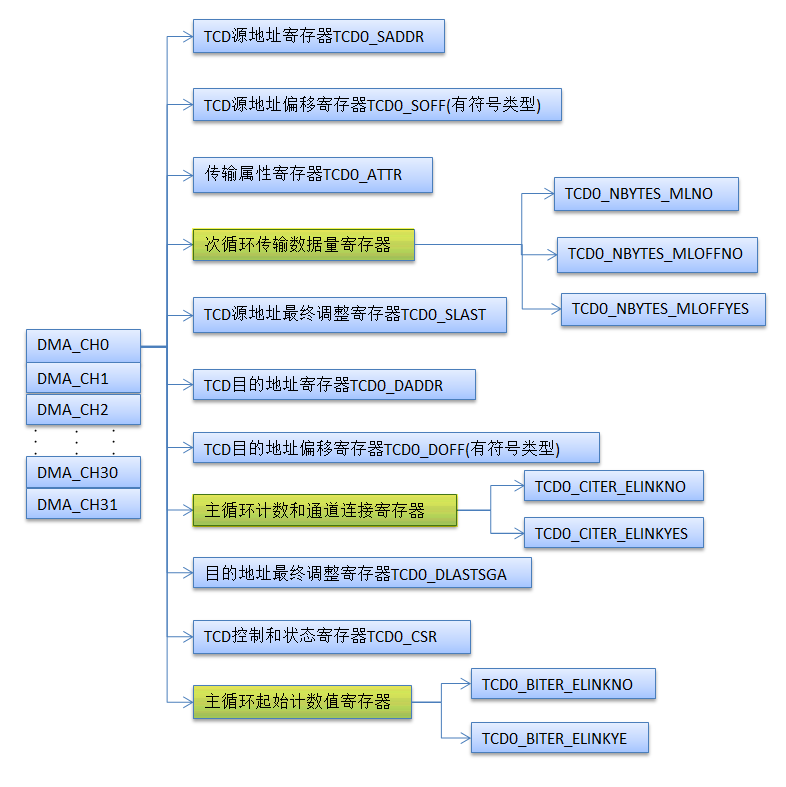 DMA_CH0
DMA_CH1
DMA_CH2
DMA_CH30
DMA_CH31
TCD源地址寄存器TCD0_SADDR
TCD源地址偏移寄存器TCD0_SOFF(有符号类型)
传输属性寄存器TCD0_ATTR
次循环传输数据量寄存器
TCD0_NBYTES_MLNO
TCD0_NBYTES_MLOFFNO
TCD0_NBYTES_MLOFFYES
TCD源地址最终调整寄存器TCD0_SLAST
TCD目的地址寄存器TCD0_DADDR
TCD目的地址偏移寄存器TCD0_DOFF(有符号类型)
主循环计数和通道连接寄存器
TCD0_CITER_ELINKNO
TCD0_CITER_ELINKYES
目的地址最终调整寄存器TCD0_DLASTSGA
TCD控制和状态寄存器TCD0_CSR
主循环起始计数值寄存器
TCD0_BITER_ELINKNO
TCD0_BITER_ELINKYE